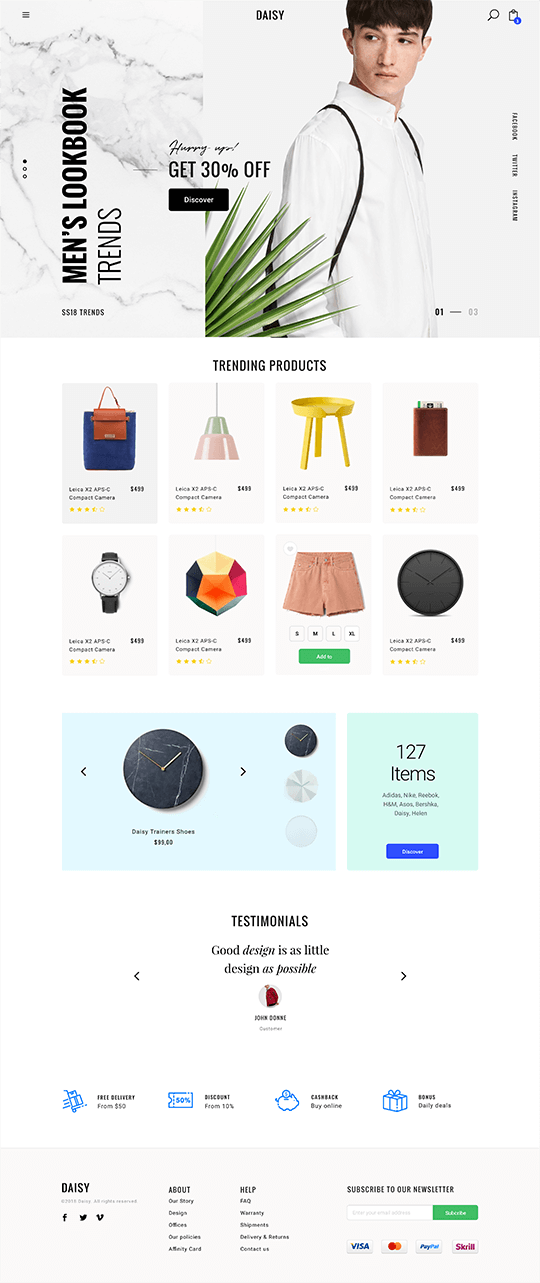 DAISY
2
MEN'S LOOKBOOK
TRENDS
Hurry up!
GET 30% OFF
Discover
FACEBOOK
TWITTER
INSTAGRAM
SS18 TRENDS
01
03
TRENDING PRODUCTS
Leica X2 APS-C $499
Compact Camera
Leica X2 APS-C $499
Compact Camera
Leica X2 APS-C $499
Compact Camera
Leica X2 APS-C $499
Compact Camera
Leica X2 APS-C $499
Compact Camera
Leica X2 APS-C $499
Compact Camera
S M L XL
Add to
Leica X2 APS-C $499
Compact Camera
Daisy Trainers Shoes
$99,00
127
Items
Adidas, Nike, Reebok,
H&M, Asos, Bershka,
Daisy, Helen
Discover
TESTIMONIALS
Good design is as little
design as possible
JOHN DONNE
Customer
FREE DELIVERY
From $50
50%
DISCOUNT
From 10%
CASHBACK
Buy online
BONUS
Daily deals
DAISY
Daisy. All rights reserved
ABOUT
Our Story
Design
Offices
Our policies
Affinity Card
HELP
FAQ
Warranty
Shipments
Delivery & Returns
Contact us
SUBSCRIBE TO OUR NEWSLETTER
Enter your email address
VISA
MasterCard
PayPal
Skrill